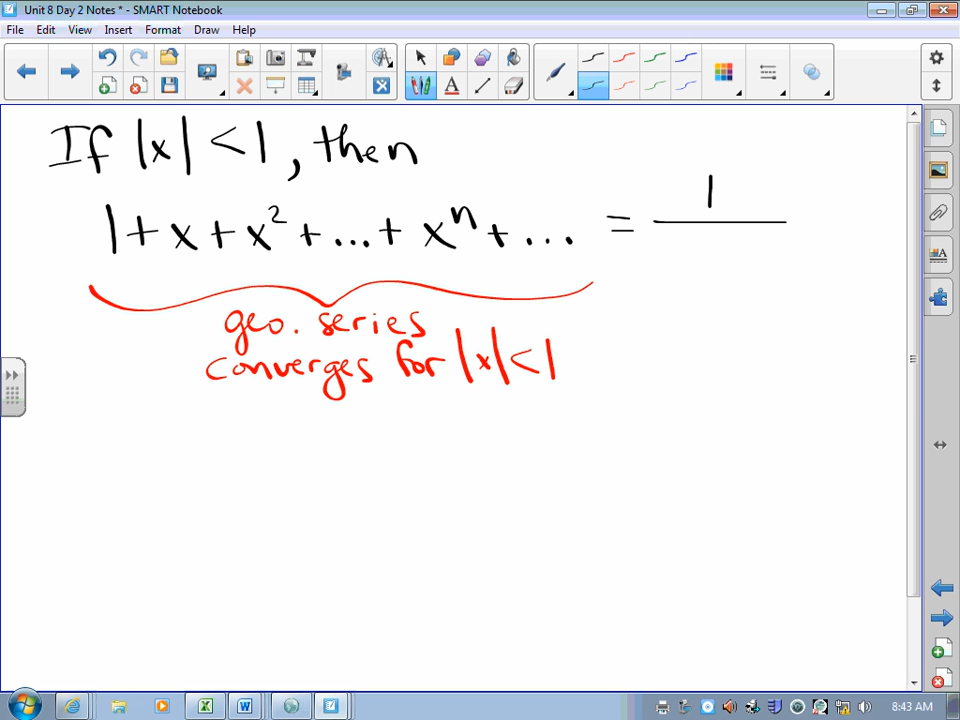 Unit 8 Day 2 Notes * - SMART Notebook
File Edit View Insert Format Draw Help
If |x| < 1, then
1 + x + x² + ... + xⁿ + ... = 1/
geo. series
converges for |x| < 1
8:43 AM